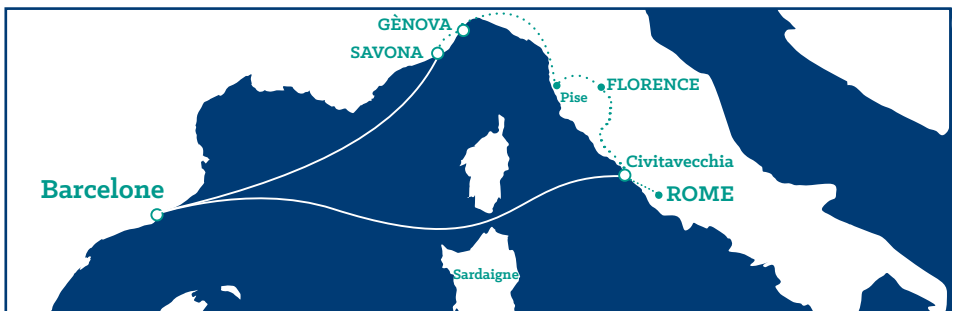 GÈNOVA
SAVONA
Pise
FLORENCE
Civitavecchia
Barcelone
ROME
Sardaigne